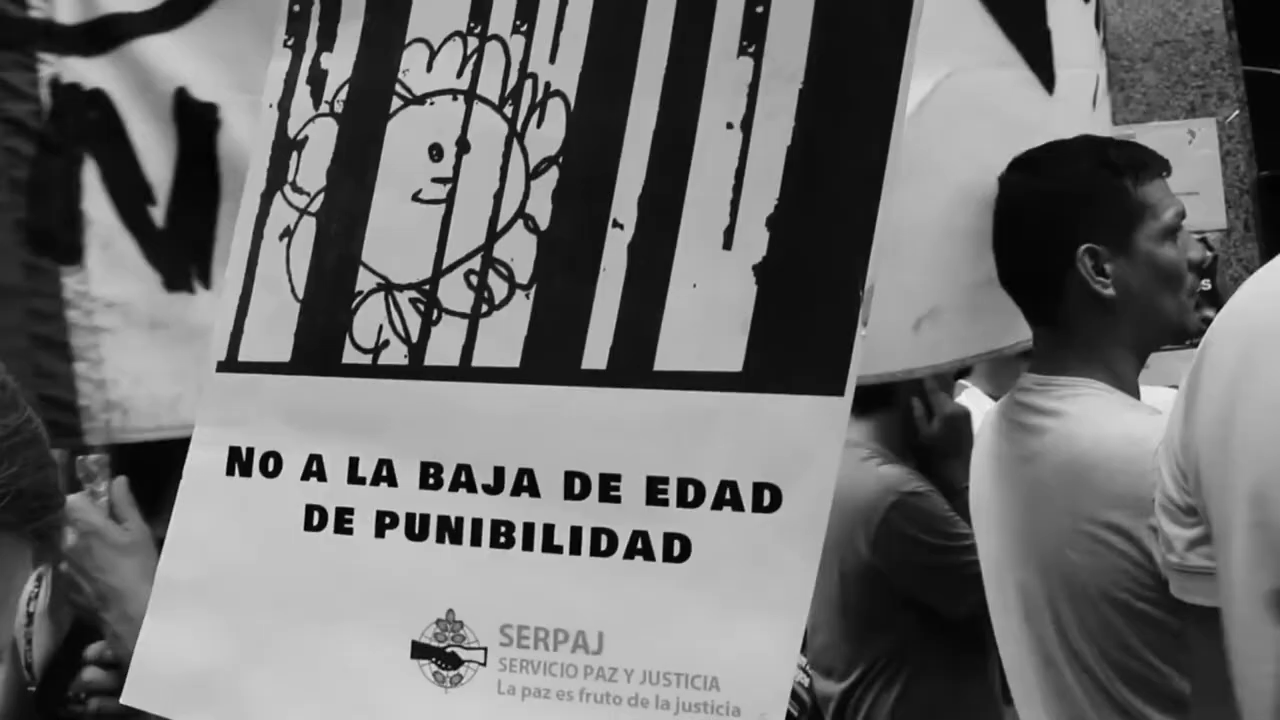 N
NO A LA BAJA DE EDAD
DE PUNIBILIDAD
SERPAJ
SERVICIO PAZ Y JUSTICIA
La paz es fruto de la justicia